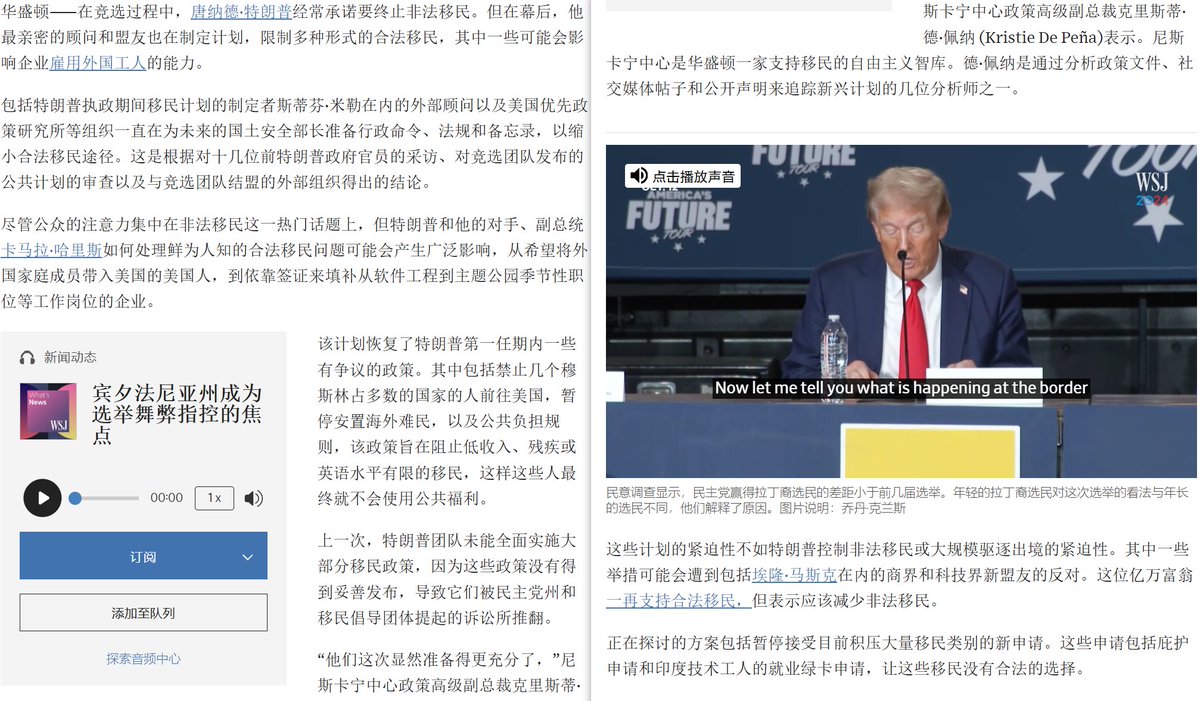 华盛顿——在竞选过程中，唐纳德·特朗普经常承诺要终止非法移民。但在幕后，他
最亲密的顾问和盟友也在制定计划，限制多种形式的合法移民，其中一些可能会影
响企业雇用外国工人的能力。
包括特朗普执政期间移民计划的制定者斯蒂芬·米勒在内的外部顾问以及美国优先政
策研究所等组织一直在为未来的国土安全部长准备行政命令、法规和备忘录，以缩
小合法移民途径。这是根据对十几位前特朗普政府官员的采访、对竞选团队发布的
公共计划的审查以及与竞选团队结盟的外部组织得出的结论。
尽管公众的注意力集中在非法移民这一热门话题上，但特朗普和他的对手、副总统
卡马拉·哈里斯如何处理鲜为人知的合法移民问题可能会产生广泛影响，从希望将外
国家庭成员带入美国的美国人，到依靠签证来填补从软件工程到主题公园季节性职
位等工作岗位的企业。
新闻动态
What's
News
WSJ
宾夕法尼亚州成为
选举舞弊指控的焦
点
00:00
1x
订阅
添加至队列
探索音频中心
该计划恢复了特朗普第一任期内一些
有争议的政策。其中包括禁止几个穆
斯林占多数的国家的人前往美国，暂
停安置海外难民，以及公共负担规
则，该政策旨在阻止低收入、残疾或
英语水平有限的移民，这样这些人最
终就不会使用公共福利。
上一次，特朗普团队未能全面实施大
部分移民政策，因为这些政策没有得
到妥善发布，导致它们被民主党州和
移民倡导团体提起的诉讼所推翻。
“他们这次显然准备得更充分了，”尼
斯卡宁中心政策高级副总裁克里斯蒂·
斯卡宁中心政策高级副总裁克里斯蒂·
德·佩纳 (Kristie De Peña)表示。尼斯
卡宁中心是华盛顿一家支持移民的自由主义智库。德·佩纳是通过分析政策文件、社
交媒体帖子和公开声明来追踪新兴计划的几位分析师之一。
点击播放声音
FUTURE
TOUR
AMERICA'S
FUTURE
TOUR
TOUR
WSJ
2024
Now let me tell you what is happening at the border
民意调查显示，民主党赢得拉丁裔选民的差距小于前几届选举。年轻的拉丁裔选民对这次选举的看法与年长
的选民不同，他们解释了原因。图片说明：乔丹·克兰斯
这些计划的紧迫性不如特朗普控制非法移民或大规模驱逐出境的紧迫性。其中一些
举措可能会遭到包括埃隆·马斯克在内的商界和科技界新盟友的反对。这位亿万富翁
一再支持合法移民，但表示应该减少非法移民。
正在探讨的方案包括暂停接受目前积压大量移民类别的新申请。这些申请包括庇护
申请和印度技术工人的就业绿卡申请，让这些移民没有合法的选择。